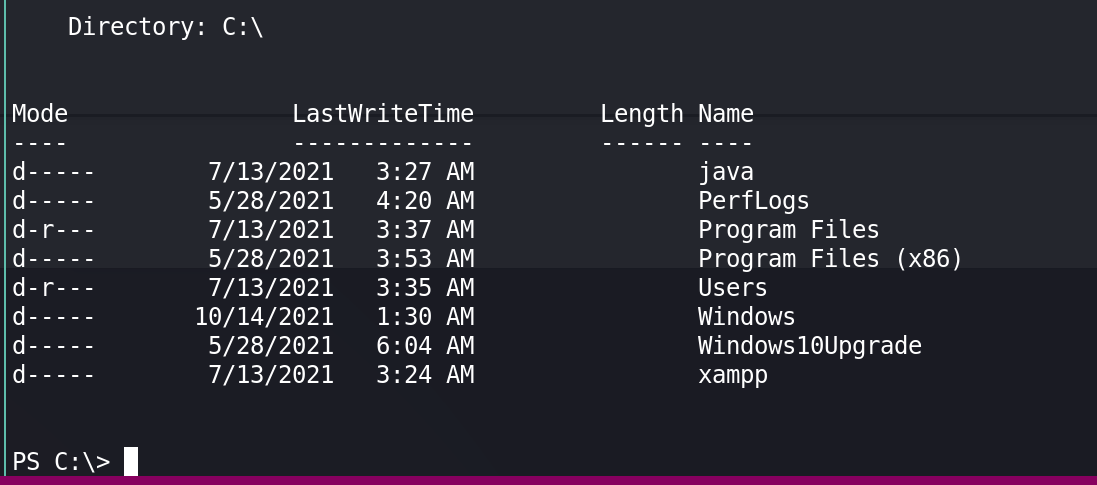 Directory: C:\
Mode                LastWriteTime         Length Name
----                -------------         ------ ----
d-----        7/13/2021   3:27 AM                java
d-----        5/28/2021   4:20 AM                PerfLogs
d-r---        7/13/2021   3:37 AM                Program Files
d-----        5/28/2021   3:53 AM                Program Files (x86)
d-r---        7/13/2021   3:35 AM                Users
d-----       10/14/2021   1:30 AM                Windows
d-----        5/28/2021   6:04 AM                Windows10Upgrade
d-----        7/13/2021   3:24 AM                xampp
PS C:\>